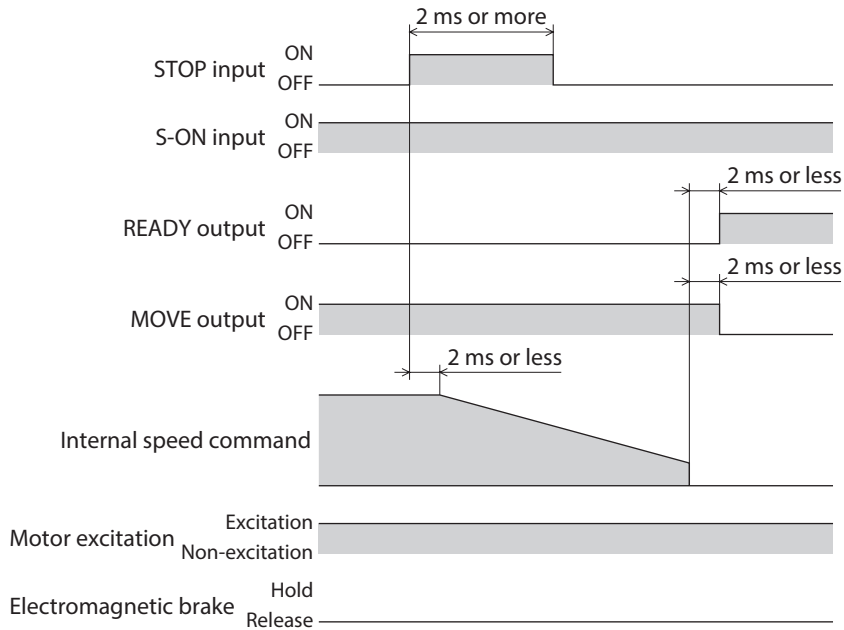 2 ms or more
STOP input
ON
OFF
S-ON input
ON
OFF
2 ms or less
READY output
ON
OFF
2 ms or less
MOVE output
ON
OFF
2 ms or less
Internal speed command
Motor excitation
Excitation
Non-excitation
Electromagnetic brake
Hold
Release